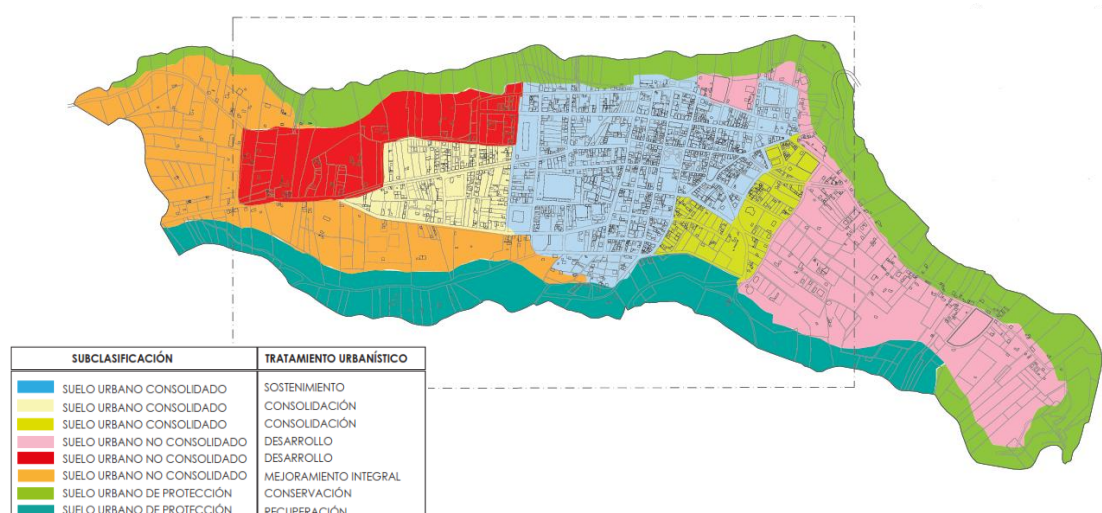 SUBCLASIFICACIÓN TRATAMIENTO URBANÍSTICO
SUELO URBANO CONSOLIDADO SOSTENIMIENTO
SUELO URBANO CONSOLIDADO CONSOLIDACIÓN
SUELO URBANO CONSOLIDADO CONSOLIDACIÓN
SUELO URBANO NO CONSOLIDADO DESARROLLO
SUELO URBANO NO CONSOLIDADO DESARROLLO
SUELO URBANO NO CONSOLIDADO MEJORAMIENTO INTEGRAL
SUELO URBANO DE PROTECCIÓN CONSERVACIÓN
SUELO URBANO DE PROTECCIÓN RECUPERACIÓN